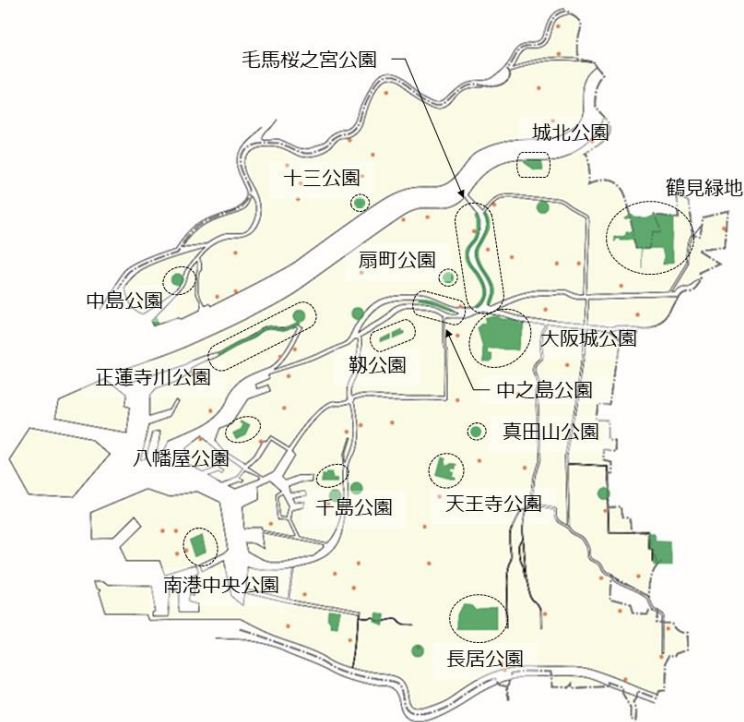 毛馬桜之宮公園
城北公園
十三公園
鶴見緑地
扇町公園
中島公園
大阪城公園
正蓮寺川公園
靱公園
中之島公園
八幡屋公園
真田山公園
千島公園
天王寺公園
南港中央公園
長居公園